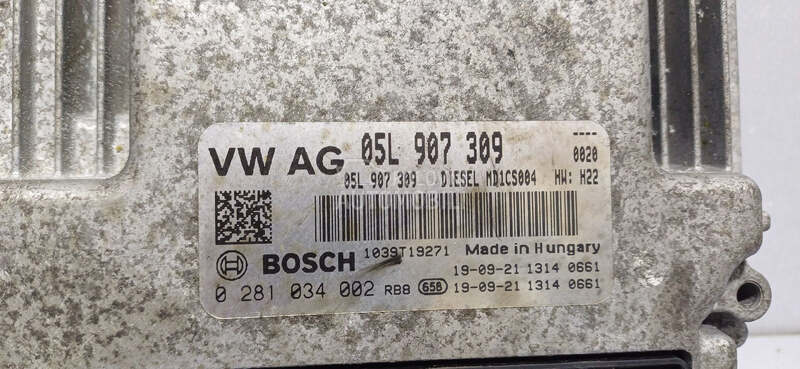 VW AG 05L 907 309 ----
0020
05L 907 309 DIESEL MD1CS004 HW: H22
1039T19271 Made in Hungary
BOSCH 19-09-21 1314 0661
0 281 034 002 RBB 658 19-09-21 1314 0661